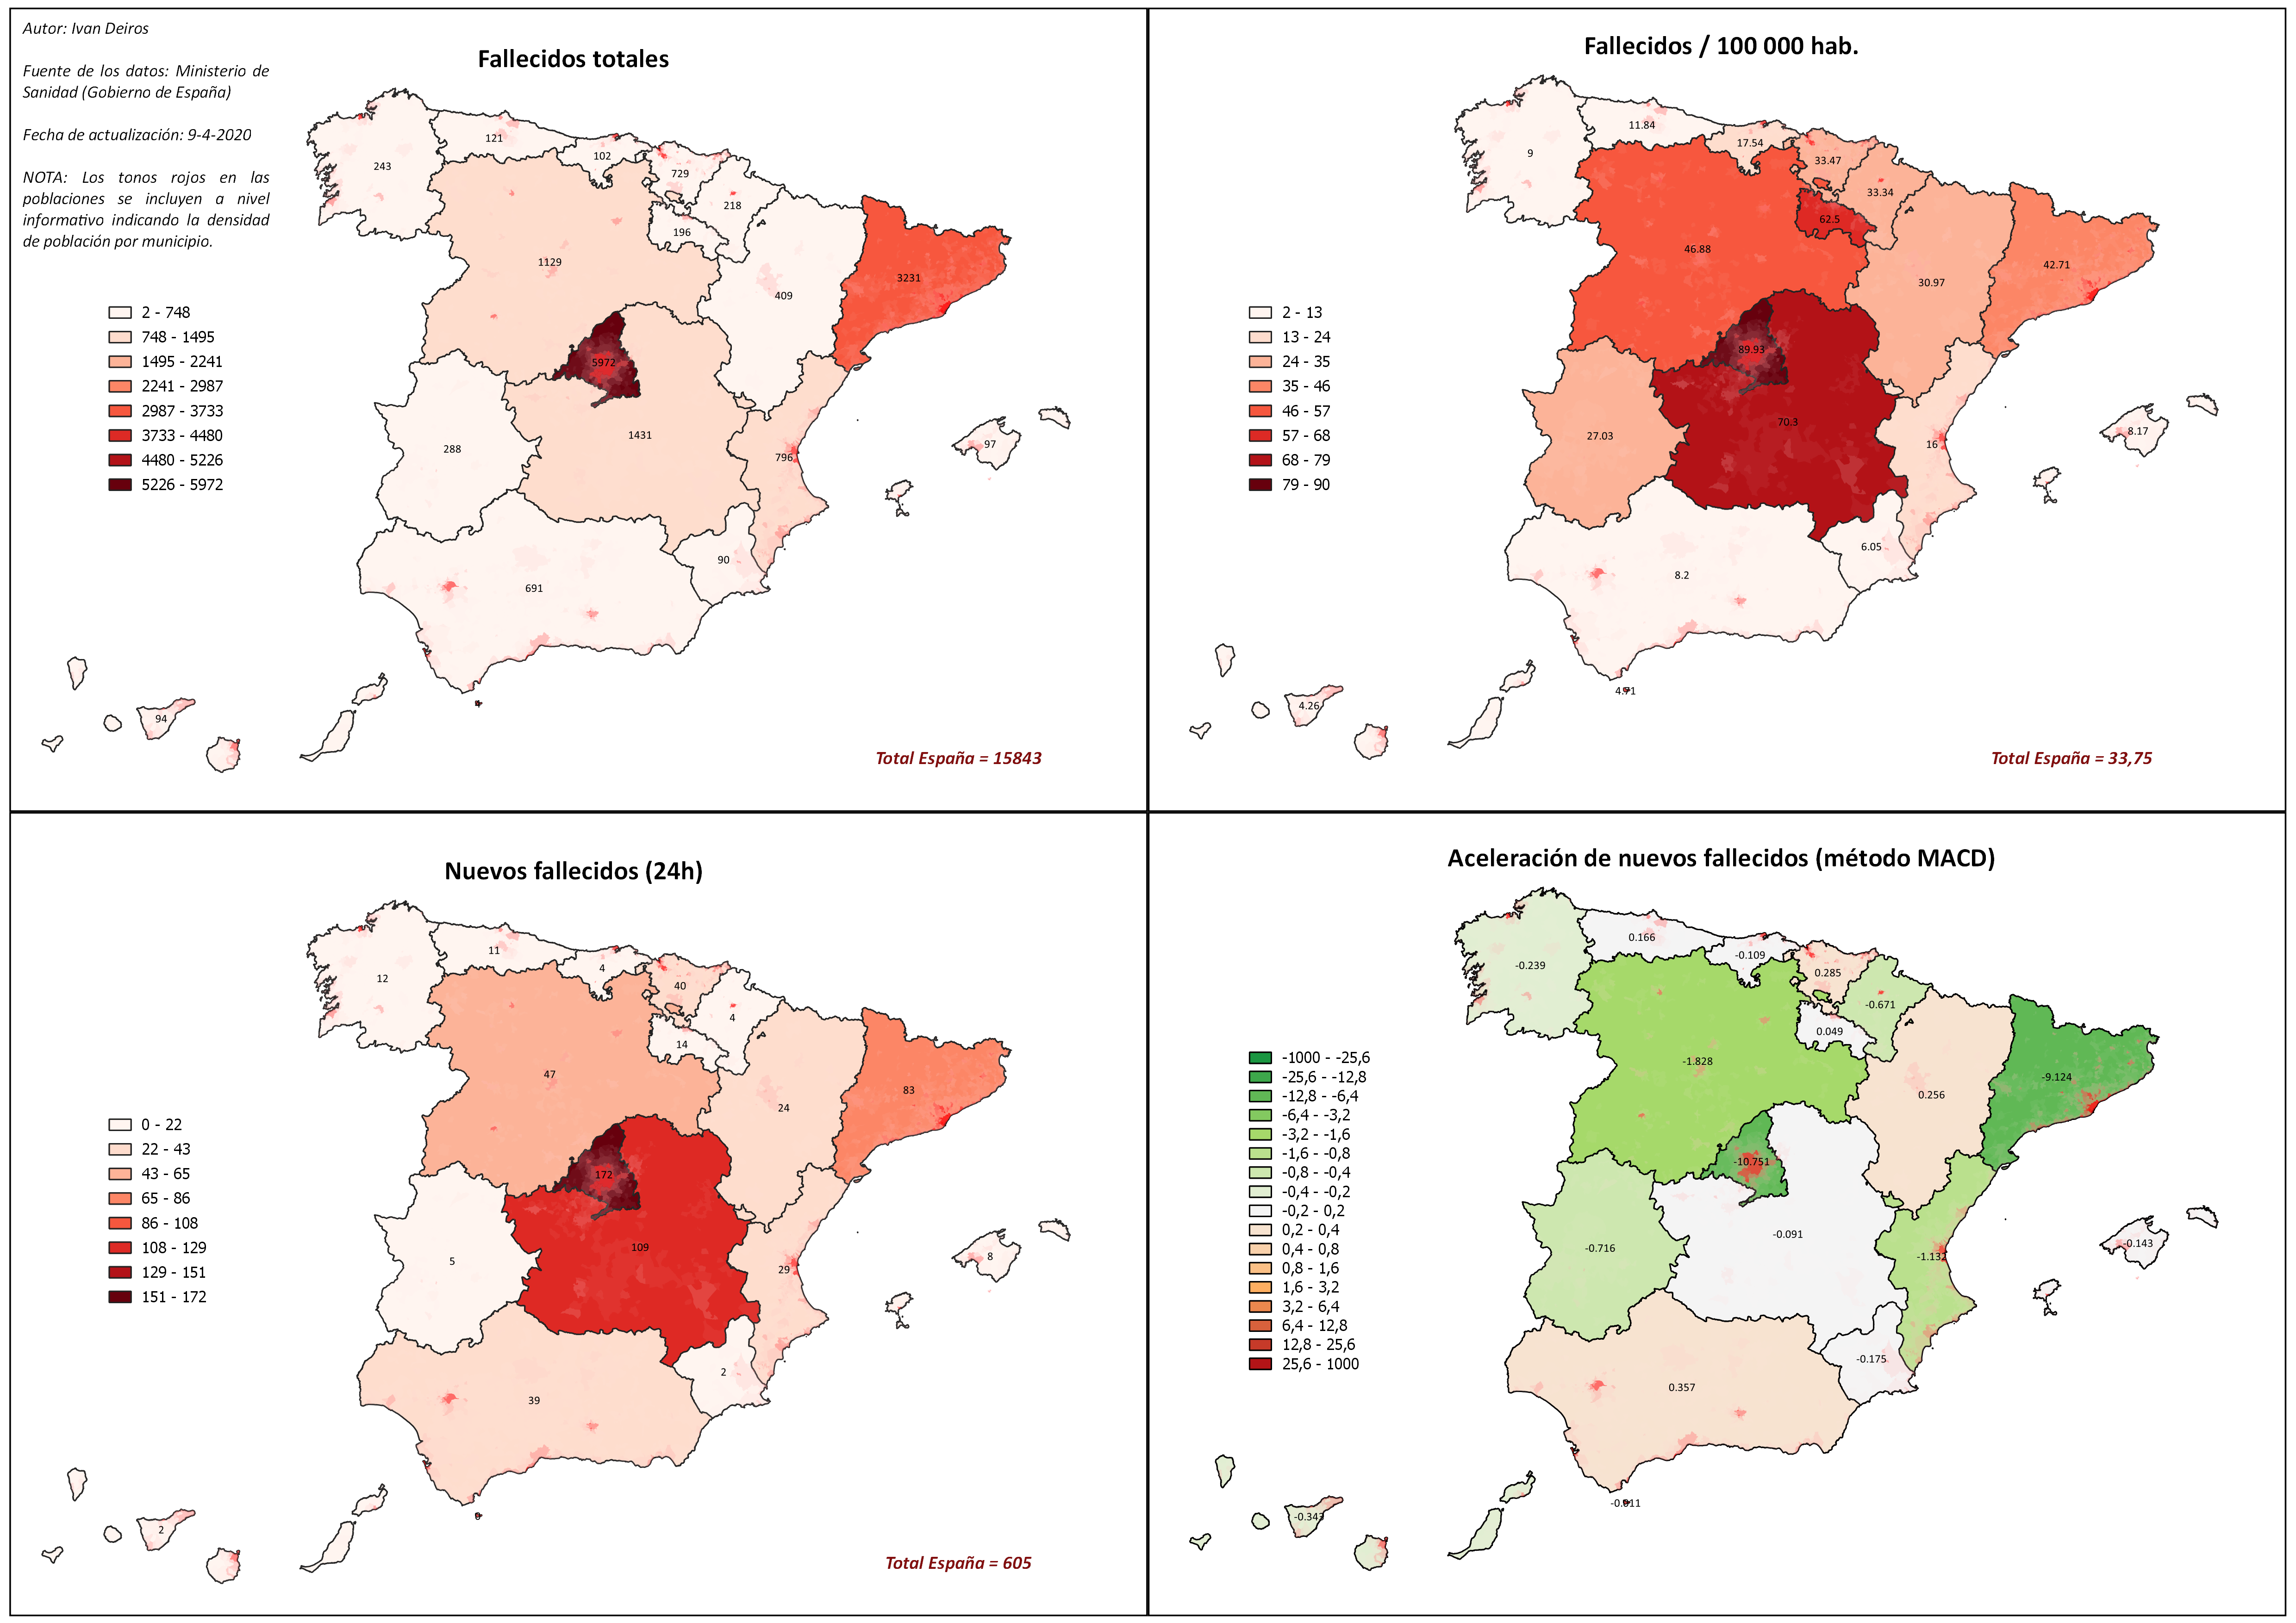 Autor: Ivan Deiros
Fuente de los datos: Ministerio de
Sanidad (Gobierno de España)
Fecha de actualización: 9-4-2020
NOTA: Los tonos rojos en las
poblaciones se incluyen a nivel
informativo indicando la densidad
de población por municipio.
Fallecidos totales
243
121
102
729
218
196
1129
409
3231
5972
1431
288
796
97
90
691
94
2 - 748
748 - 1495
1495 - 2241
2241 - 2987
2987 - 3733
3733 - 4480
4480 - 5226
5226 - 5972
Total España = 15843
Fallecidos / 100 000 hab.
9
11.84
17.54
33.47
33.34
62.5
46.88
30.97
42.71
89.93
70.3
27.03
16
8.17
6.05
8.2
4.71
4.26
2 - 13
13 - 24
24 - 35
35 - 46
46 - 57
57 - 68
68 - 79
79 - 90
Total España = 33,75
Nuevos fallecidos (24h)
12
11
4
40
4
14
47
24
83
172
109
5
29
8
2
39
0
2
0 - 22
22 - 43
43 - 65
65 - 86
86 - 108
108 - 129
129 - 151
151 - 172
Total España = 605
Aceleración de nuevos fallecidos (método MACD)
-0.239
0.166
-0.109
0.285
-0.671
0.049
-1.828
0.256
-9.124
-10.751
-0.091
-0.716
-1.132
-0.143
-0.175
0.357
-0.011
-0.343
-1000 - -25,6
-25,6 - -12,8
-12,8 - -6,4
-6,4 - -3,2
-3,2 - -1,6
-1,6 - -0,8
-0,8 - -0,4
-0,4 - -0,2
-0,2 - 0,2
0,2 - 0,4
0,4 - 0,8
0,8 - 1,6
1,6 - 3,2
3,2 - 6,4
6,4 - 12,8
12,8 - 25,6
25,6 - 1000